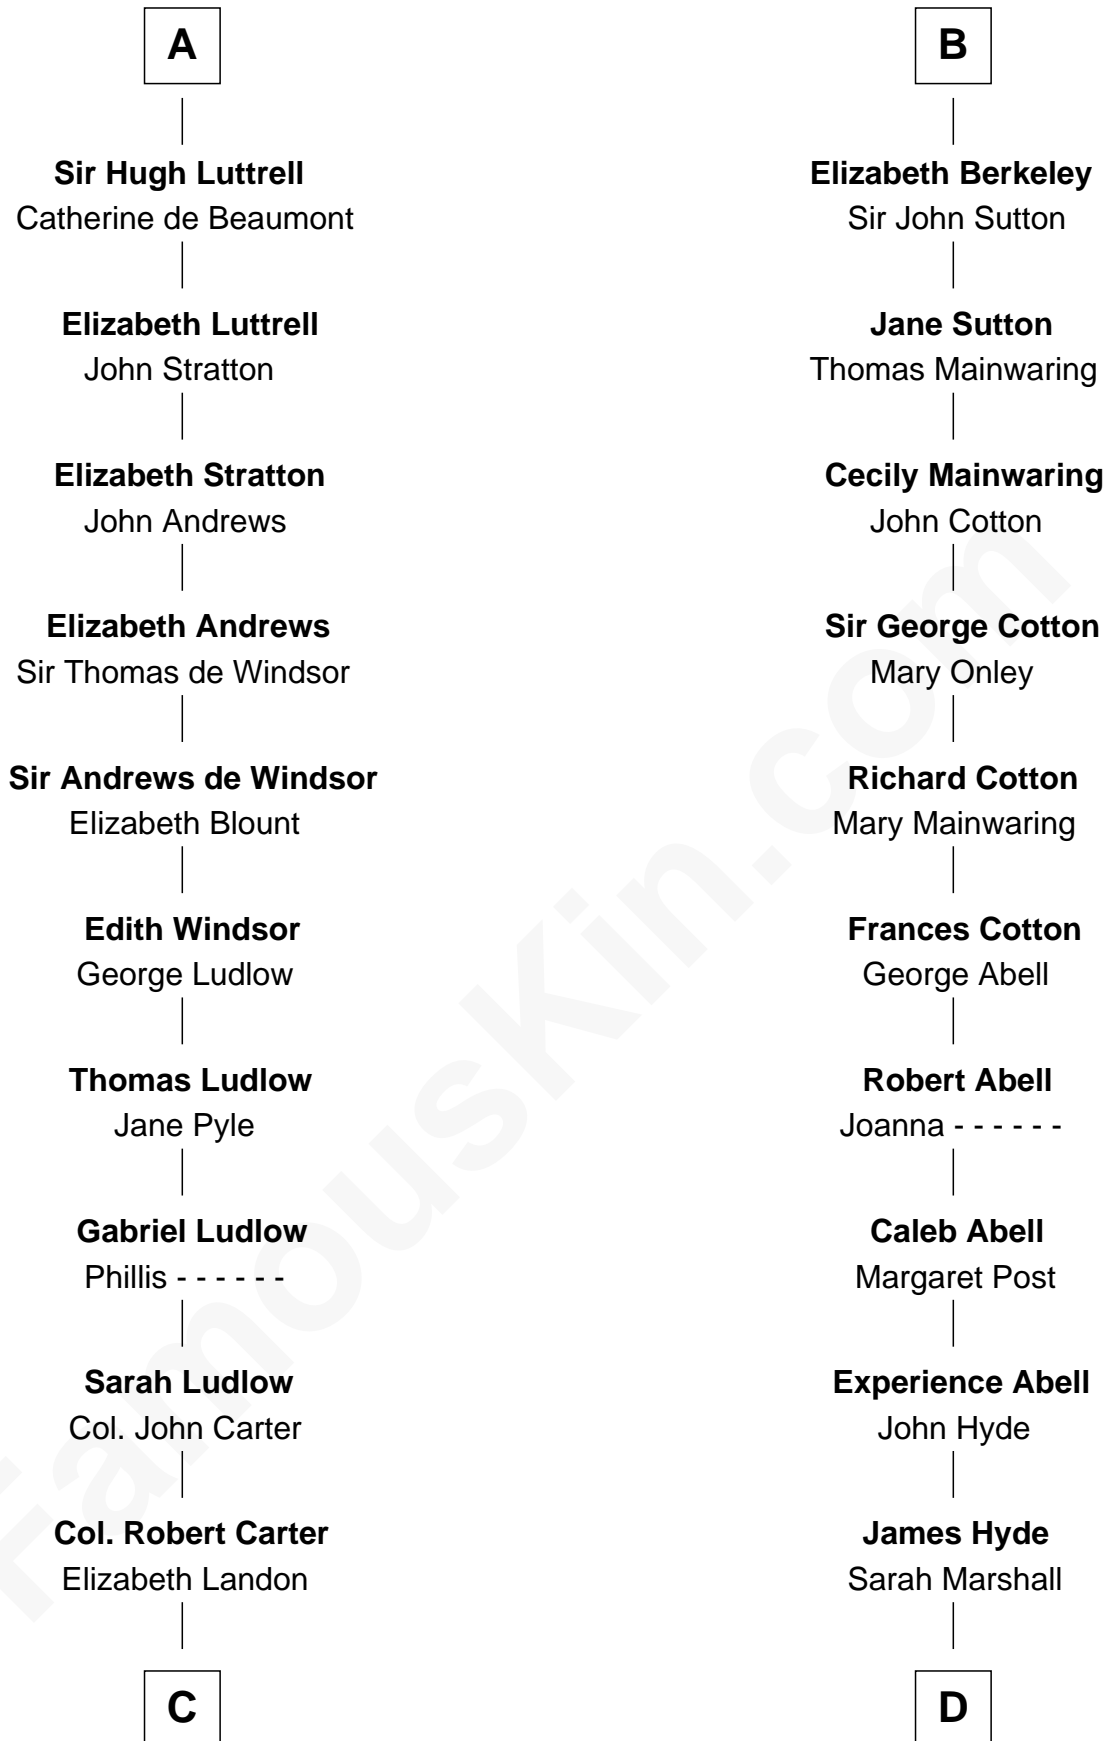 A
Sir Hugh Luttrell
Catherine de Beaumont
Elizabeth Luttrell
John Stratton
Elizabeth Stratton
John Andrews
Elizabeth Andrews
Sir Thomas de Windsor
Sir Andrews de Windsor
Elizabeth Blount
Edith Windsor
George Ludlow
Thomas Ludlow
Jane Pyle
Gabriel Ludlow
Phillis - - - - - -
Sarah Ludlow
Col. John Carter
Col. Robert Carter
Elizabeth Landon
C
B
Elizabeth Berkeley
Sir John Sutton
Jane Sutton
Thomas Mainwaring
Cecily Mainwaring
John Cotton
Sir George Cotton
Mary Onley
Richard Cotton
Mary Mainwaring
Frances Cotton
George Abell
Robert Abell
Joanna - - - - - -
Caleb Abell
Margaret Post
Experience Abell
John Hyde
James Hyde
Sarah Marshall
D
FamousKin.com